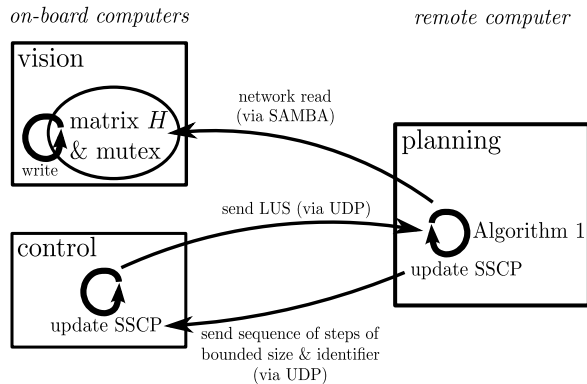 on-board computers
remote computer
vision
matrix H
& mutex
write
network read
(via SAMBA)
planning
send LUS (via UDP)
Algorithm 1
update SSCP
control
update SSCP
send sequence of steps of
bounded size & identifier
(via UDP)